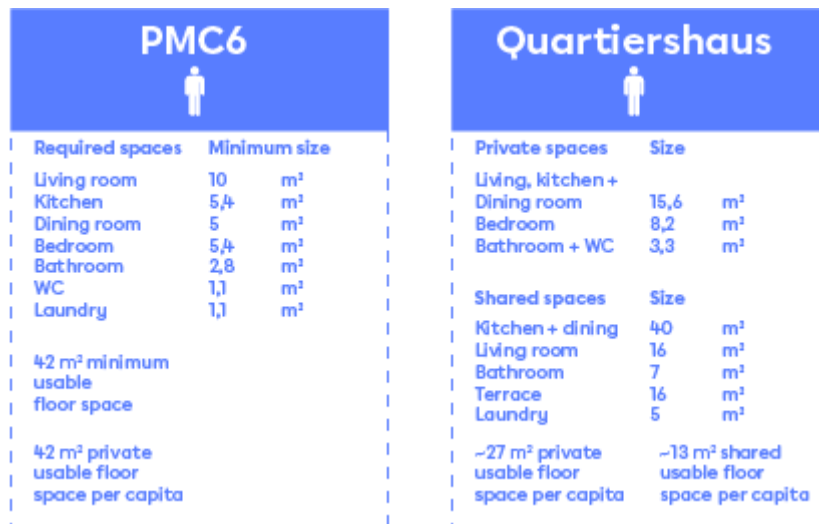 PMC6
Required spaces Minimum size
Living room 10 m²
Kitchen 5,4 m²
Dining room 5 m²
Bedroom 5,4 m²
Bathroom 2,8 m²
WC 1,1 m²
Laundry 1,1 m²
42 m² minimum
usable
floor space
42 m² private
usable floor
space per capita
Quartiershaus
Private spaces Size
Living, kitchen +
Dining room 15,6 m²
Bedroom 8,2 m²
Bathroom + WC 3,3 m²
Shared spaces Size
Kitchen + dining 40 m²
Living room 16 m²
Bathroom 7 m²
Terrace 16 m²
Laundry 5 m²
~27 m² private
usable floor
space per capita
~13 m² shared
usable floor
space per capita